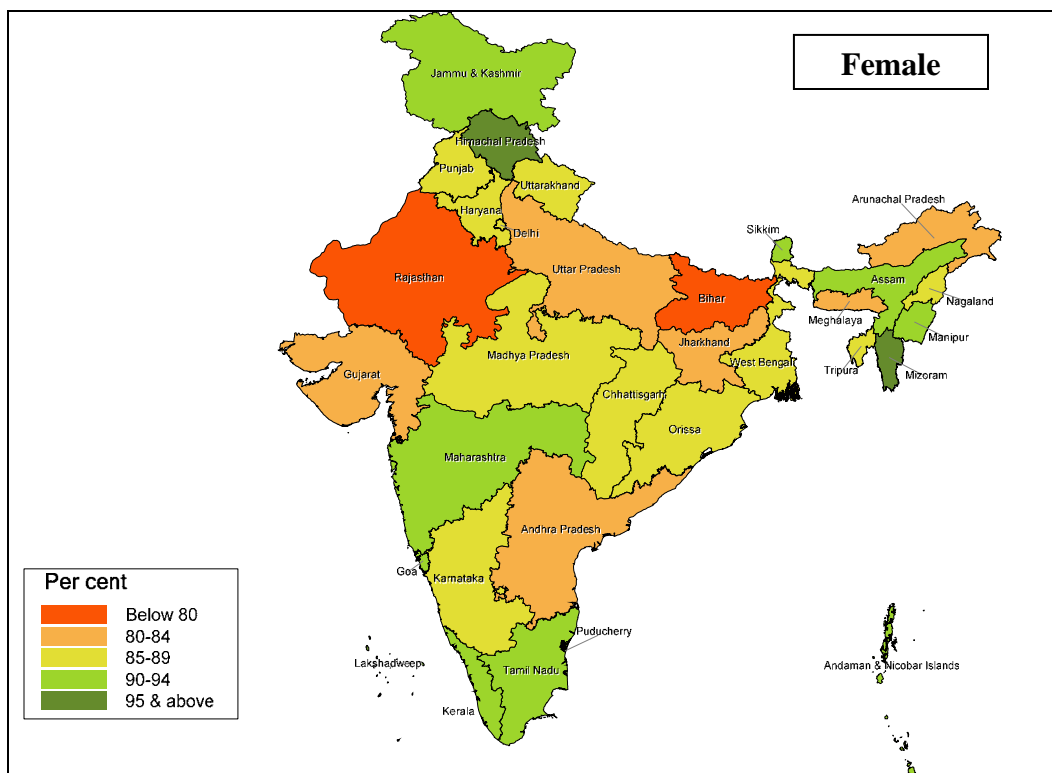 Female
Jammu & Kashmir
Himachal Pradesh
Punjab
Uttarakhand
Haryana
Delhi
Arunachal Pradesh
Sikkim
Rajasthan
Uttar Pradesh
Bihar
Assam
Nagaland
Meghalaya
Manipur
Jharkhand
Gujarat
Madhya Pradesh
West Bengal
Tripura
Mizoram
Chhattisgarh
Orissa
Maharashtra
Andhra Pradesh
Goa
Karnataka
Puducherry
Lakshadweep
Tamil Nadu
Andaman & Nicobar Islands
Kerala
Per cent
Below 80
80-84
85-89
90-94
95 & above